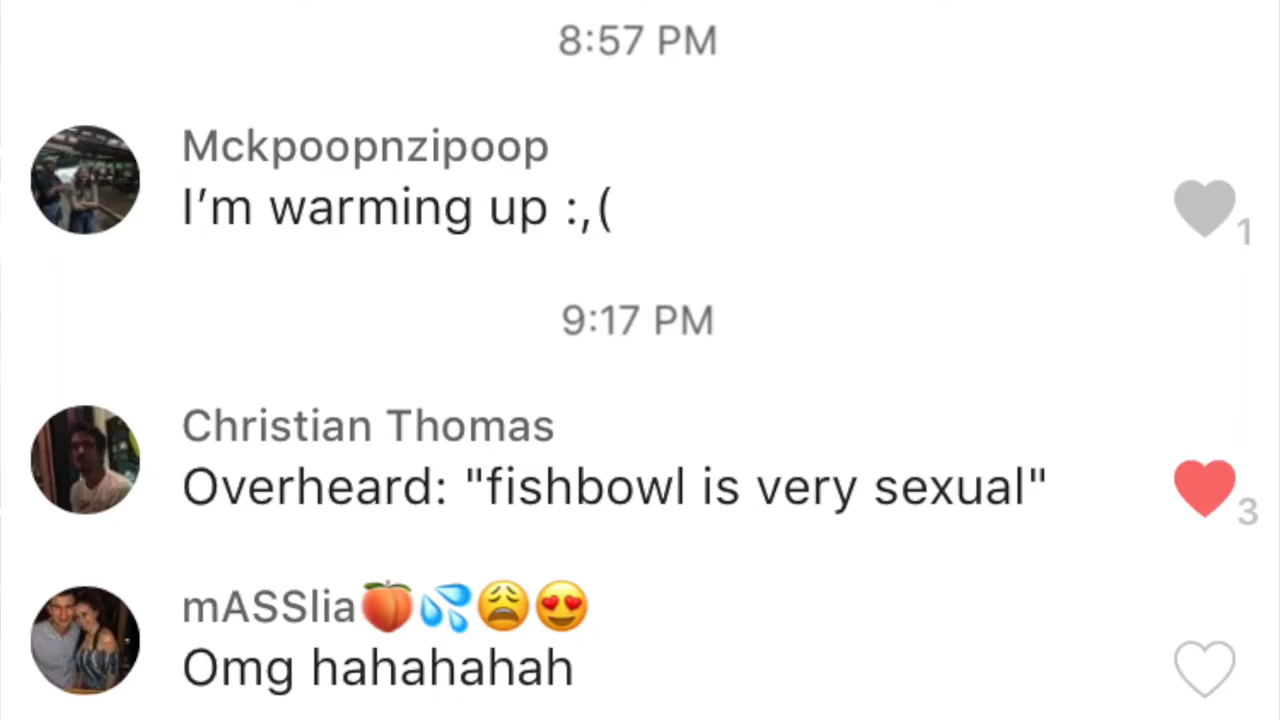 8:57 PM
Mckpoopnzipoop
I’m warming up :,(
1
9:17 PM
Christian Thomas
Overheard: "fishbowl is very sexual"
3
mASSlia🍑💦😩😍
Omg hahahahah